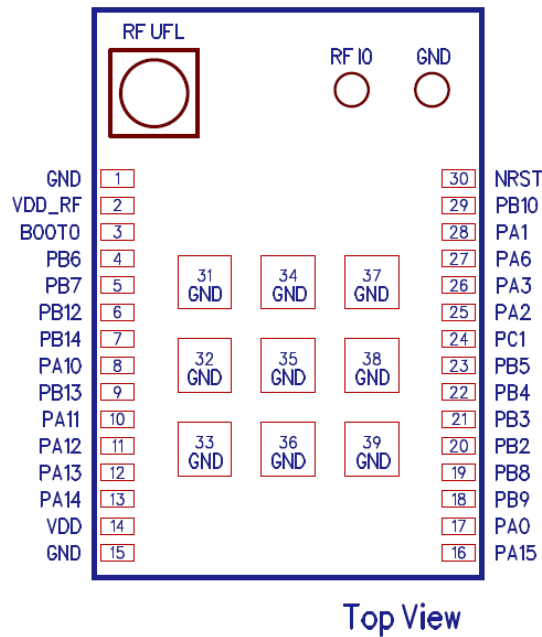 RF UFL
RF IO GND
GND 1 30 NRST
VDD_RF 2 29 PB10
BOOT0 3 28 PA1
PB6 4 27 PA6
PB7 5 31 GND 34 GND 37 GND 26 PA3
PB12 6 25 PA2
PB14 7 24 PC1
PA10 8 32 GND 35 GND 38 GND 23 PB5
PB13 9 22 PB4
PA11 10 21 PB3
PA12 11 33 GND 36 GND 39 GND 20 PB2
PA13 12 19 PB8
PA14 13 18 PB9
VDD 14 17 PA0
GND 15 16 PA15
Top View